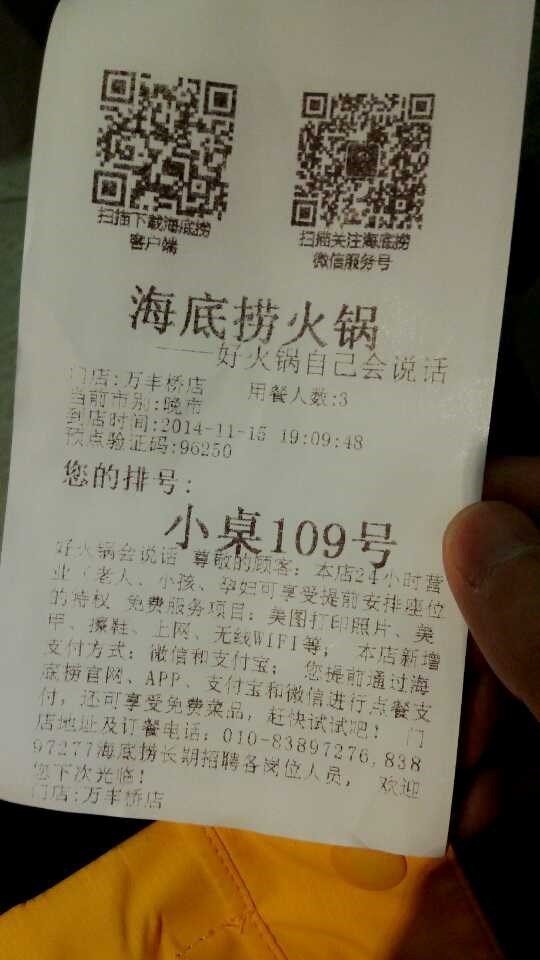 扫描下载海底捞
客户端
扫描关注海底捞
微信服务号
海底捞火锅
——好火锅自己会说话
门店:万丰桥店 用餐人数:3
当前市别:晚市
到店时间:2014-11-15 19:09:48
预点验证码:96250
您的排号:
小桌109号
好火锅会说话 尊敬的顾客：本店24小时营
业（老人、小孩、孕妇可享受提前安排座位
的特权 免费服务项目：美图打印照片、美
甲、擦鞋、上网、无线WIFI等； 本店新增
支付方式：微信和支付宝； 您提前通过海
底捞官网、APP、支付宝和微信进行点餐支
付，还可享受免费菜品，赶快试试吧！ 门
店地址及订餐电话：010-83897276,838
97277海底捞长期招聘各岗位人员， 欢迎
您下次光临！
门店:万丰桥店